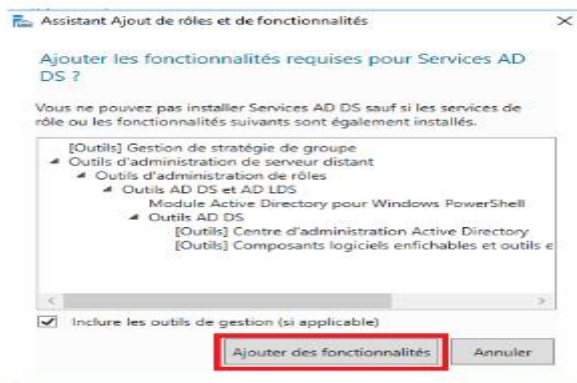 Assistant Ajout de rôles et de fonctionnalités
Ajouter les fonctionnalités requises pour Services AD
DS ?
Vous ne pouvez pas installer Services AD DS sauf si les services de
rôle ou les fonctionnalités suivants sont également installés.
[Outils] Gestion de stratégie de groupe
Outils d'administration de serveur distant
Outils d'administration de rôles
Outils AD DS et AD LDS
Module Active Directory pour Windows PowerShell
Outils AD DS
[Outils] Centre d'administration Active Directory
[Outils] Composants logiciels enfichables et outils e
Inclure les outils de gestion (si applicable)
Ajouter des fonctionnalités
Annuler